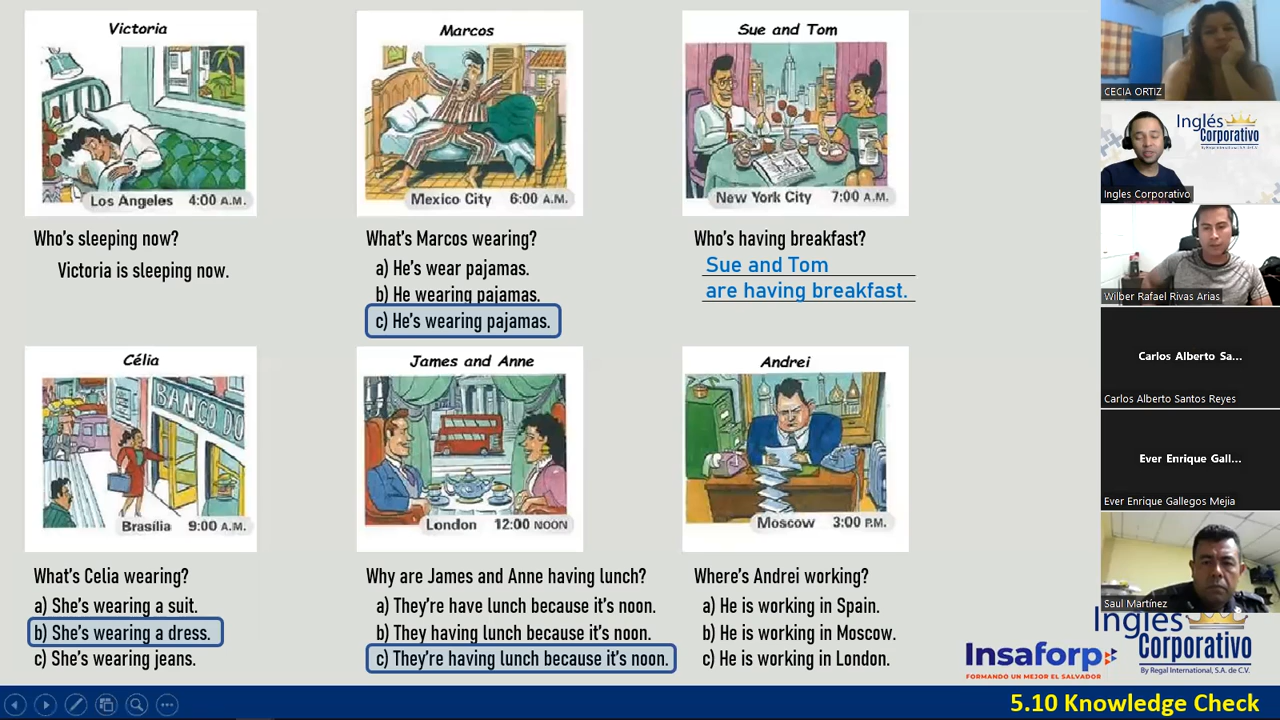 Victoria
Los Angeles 4:00 A.M.
Who's sleeping now?
Victoria is sleeping now.
Marcos
Mexico City 6:00 A.M.
What's Marcos wearing?
a) He's wear pajamas.
b) He wearing pajamas.
c) He's wearing pajamas.
Sue and Tom
New York City 7:00 A.M.
Who's having breakfast?
Sue and Tom
are having breakfast.
Célia
BANCO DO
Brasília 9:00 A.M.
What's Celia wearing?
a) She's wearing a suit.
b) She's wearing a dress.
c) She's wearing jeans.
James and Anne
London 12:00 NOON
Why are James and Anne having lunch?
a) They're have lunch because it's noon.
b) They having lunch because it's noon.
c) They're having lunch because it's noon.
Andrei
Moscow 3:00 P.M.
Where's Andrei working?
a) He is working in Spain.
b) He is working in Moscow.
c) He is working in London.
CECIA ORTIZ
Inglés
Corporativo
By Regal International, S.A. de C.V.
Ingles Corporativo
Wilber Rafael Rivas Arias
Carlos Alberto Sa...
Carlos Alberto Santos Reyes
Ever Enrique Gall...
Ever Enrique Gallegos Mejia
Saul Martínez
Insaforp
FORMANDO UN MEJOR EL SALVADOR
Inglés
Corporativo
By Regal International, S.A. de C.V.
5.10 Knowledge Check